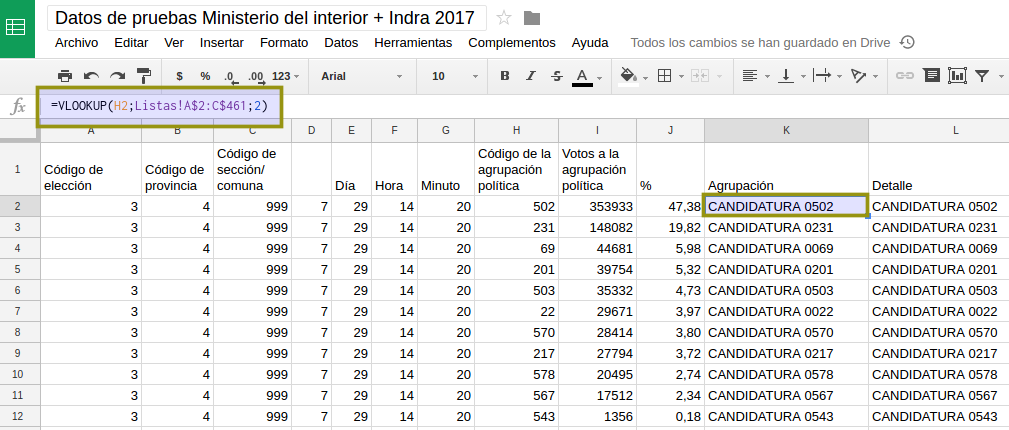 Datos de pruebas Ministerio del interior + Indra 2017
Archivo Editar Ver Insertar Formato Datos Herramientas Complementos Ayuda Todos los cambios se han guardado en Drive
$ % .0 .00 123 Arial 10 B I S A
fx =VLOOKUP(H2;Listas!A$2:C$461;2)
A B C D E F G H I J K L
1 Código de elección Código de provincia Código de sección/ comuna Día Hora Minuto Código de la agrupación política Votos a la agrupación política % Agrupación Detalle
2 3 4 999 7 29 14 20 502 353933 47,38 CANDIDATURA 0502 CANDIDATURA 0502
3 3 4 999 7 29 14 20 231 148082 19,82 CANDIDATURA 0231 CANDIDATURA 0231
4 3 4 999 7 29 14 20 69 44681 5,98 CANDIDATURA 0069 CANDIDATURA 0069
5 3 4 999 7 29 14 20 201 39754 5,32 CANDIDATURA 0201 CANDIDATURA 0201
6 3 4 999 7 29 14 20 503 35332 4,73 CANDIDATURA 0503 CANDIDATURA 0503
7 3 4 999 7 29 14 20 22 29671 3,97 CANDIDATURA 0022 CANDIDATURA 0022
8 3 4 999 7 29 14 20 570 28414 3,80 CANDIDATURA 0570 CANDIDATURA 0570
9 3 4 999 7 29 14 20 217 27794 3,72 CANDIDATURA 0217 CANDIDATURA 0217
10 3 4 999 7 29 14 20 578 20495 2,74 CANDIDATURA 0578 CANDIDATURA 0578
11 3 4 999 7 29 14 20 567 17512 2,34 CANDIDATURA 0567 CANDIDATURA 0567
12 3 4 999 7 29 14 20 543 1356 0,18 CANDIDATURA 0543 CANDIDATURA 0543